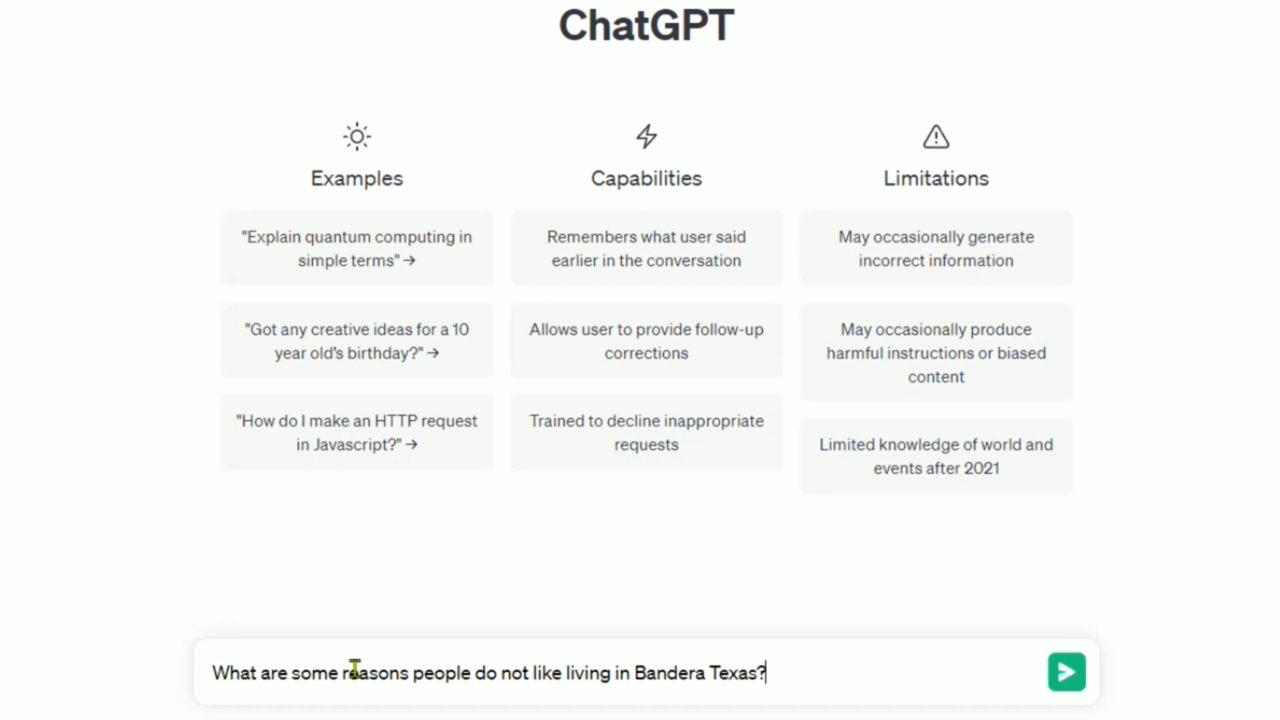 ChatGPT
Examples
Capabilities
Limitations
"Explain quantum computing in
simple terms" →
Remembers what user said
earlier in the conversation
May occasionally generate
incorrect information
"Got any creative ideas for a 10
year old's birthday?" →
Allows user to provide follow-up
corrections
May occasionally produce
harmful instructions or biased
content
"How do I make an HTTP request
in Javascript?" →
Trained to decline inappropriate
requests
Limited knowledge of world and
events after 2021
What are some reasons people do not like living in Bandera Texas?